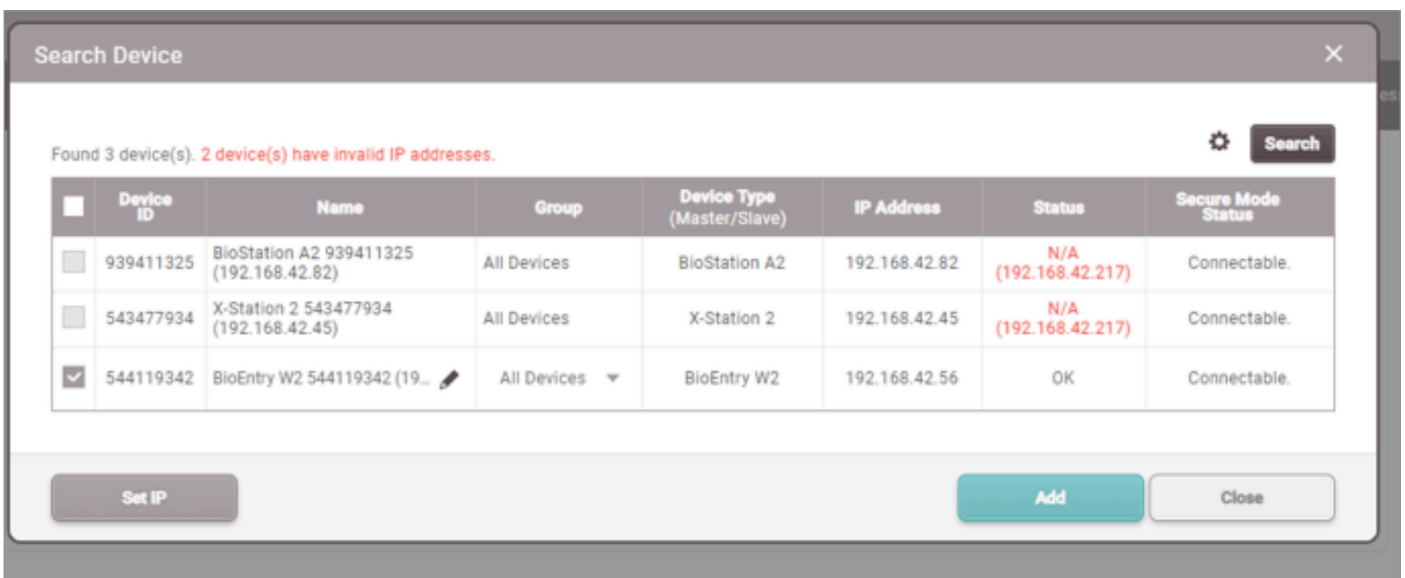 Search Device
es
Found 3 device(s). 2 device(s) have invalid IP addresses.
Search
Device ID
Name
Group
Device Type (Master/Slave)
IP Address
Status
Secure Mode Status
939411325
BioStation A2 939411325
(192.168.42.82)
All Devices
BioStation A2
192.168.42.82
N/A
(192.168.42.217)
Connectable.
543477934
X-Station 2 543477934
(192.168.42.45)
All Devices
X-Station 2
192.168.42.45
N/A
(192.168.42.217)
Connectable.
544119342
BioEntry W2 544119342 (19...
All Devices
BioEntry W2
192.168.42.56
OK
Connectable.
Set IP
Add
Close